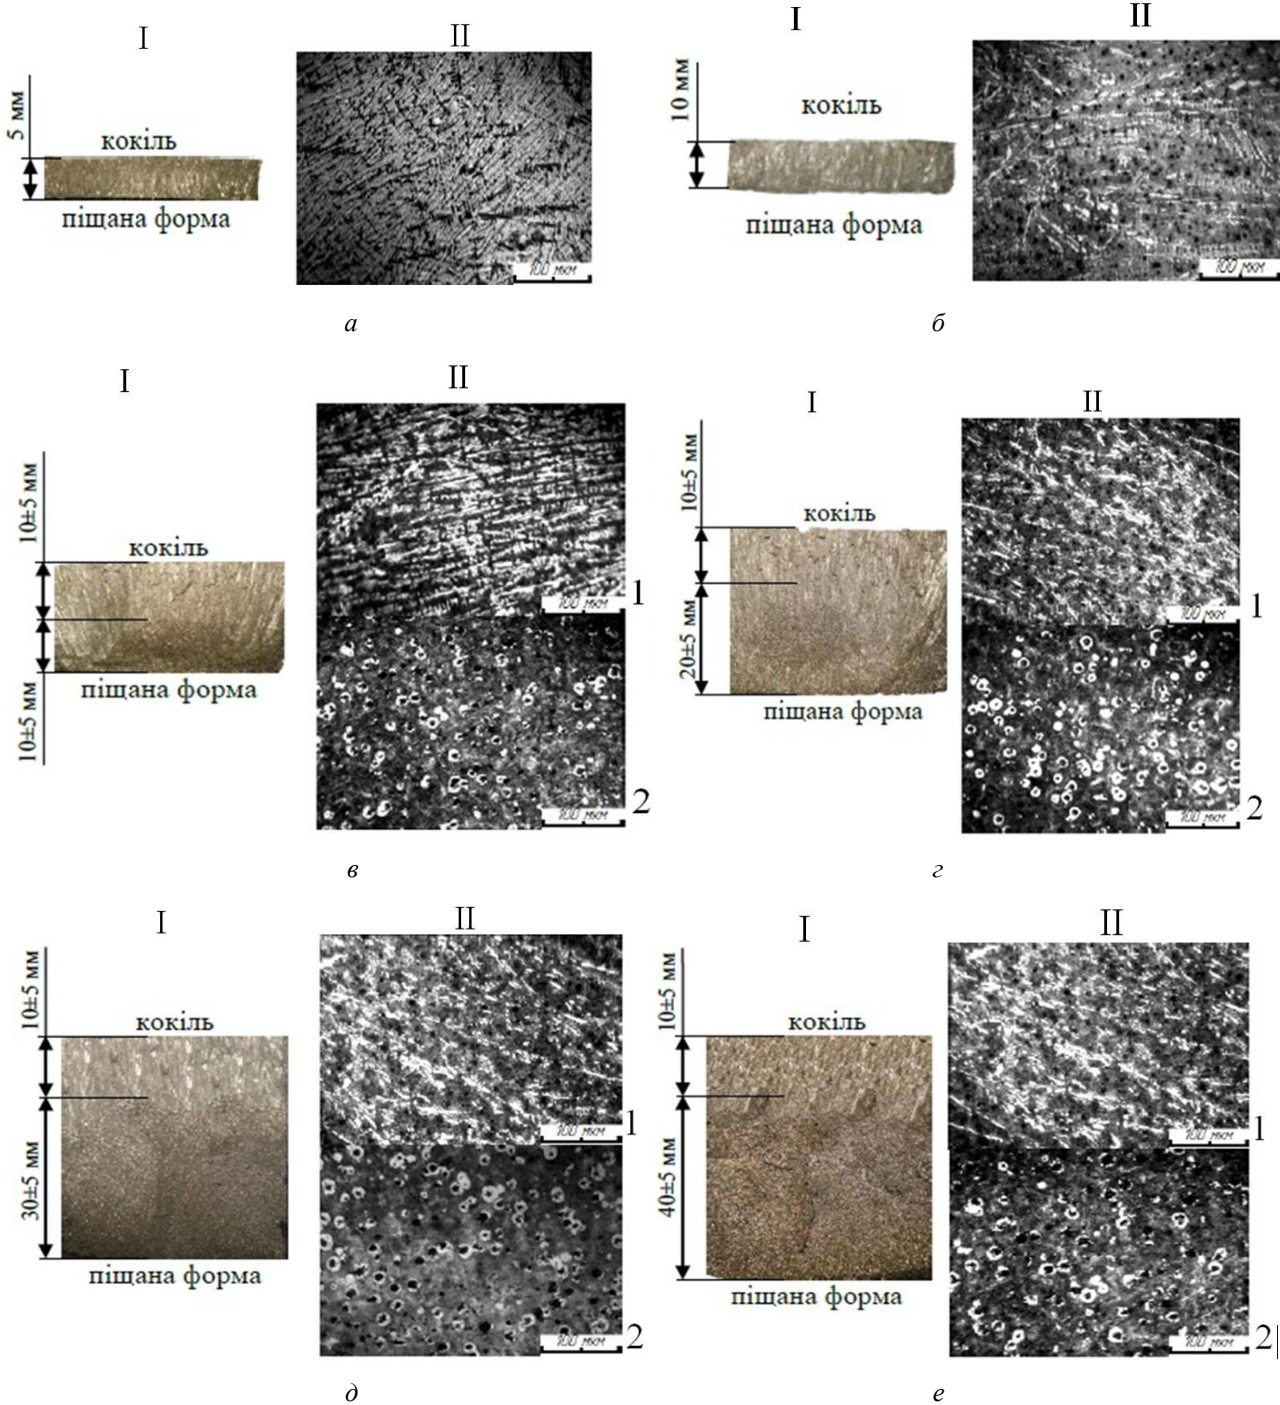 I
II
5 мм
кокіль
піщана форма
100 мкм
а
I
II
10 мм
кокіль
піщана форма
100 мкм
б
I
II
10±5 мм
кокіль
піщана форма
10±5 мм
100 мкм
1
100 мкм
2
в
I
II
10±5 мм
кокіль
20±5 мм
піщана форма
100 мкм
1
100 мкм
2
г
I
II
10±5 мм
кокіль
30±5 мм
піщана форма
100 мкм
1
100 мкм
2
д
I
II
10±5 мм
кокіль
40±5 мм
піщана форма
100 мкм
1
100 мкм
2
е